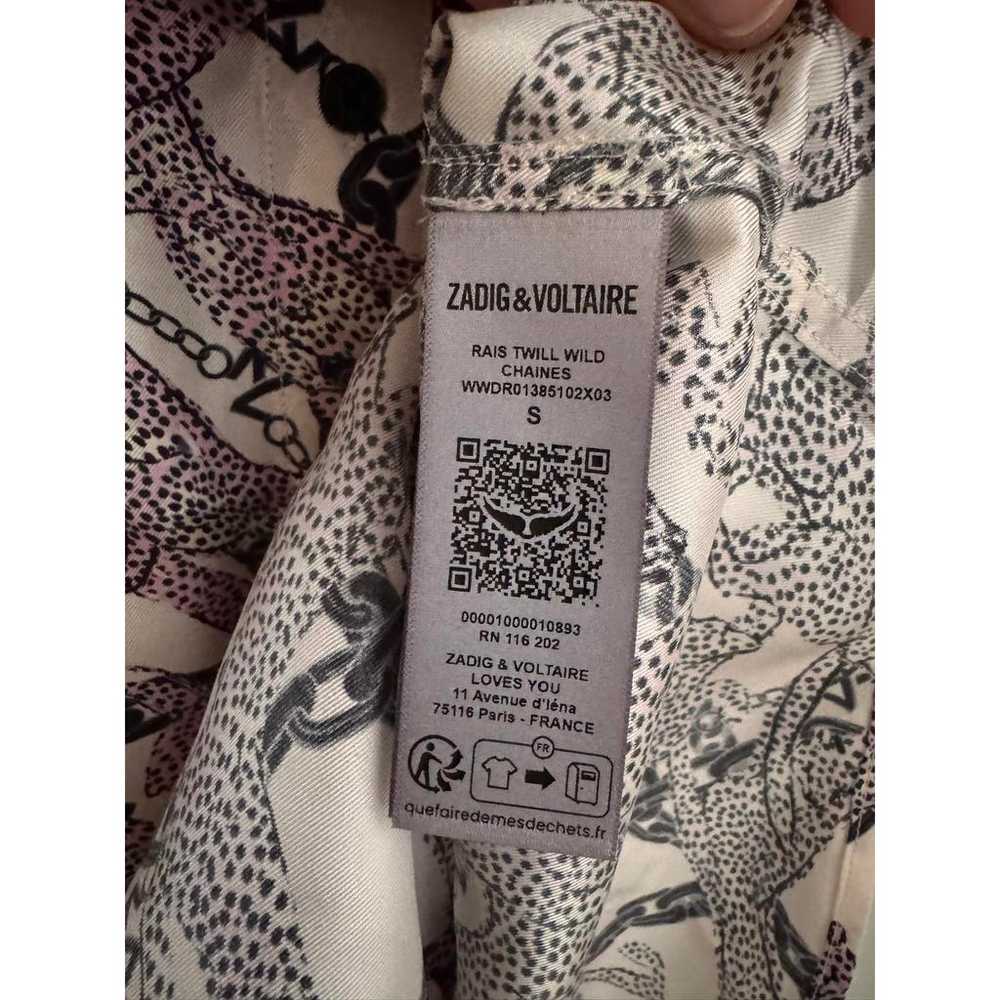 ZADIG&VOLTAIRE
RAIS TWILL WILD
CHAINES
WWDR01385102X03
S
00001000010893
RN 116 202
ZADIG & VOLTAIRE
LOVES YOU
11 Avenue d'Iéna
75116 Paris - FRANCE
FR
quefairedemesdechets.fr